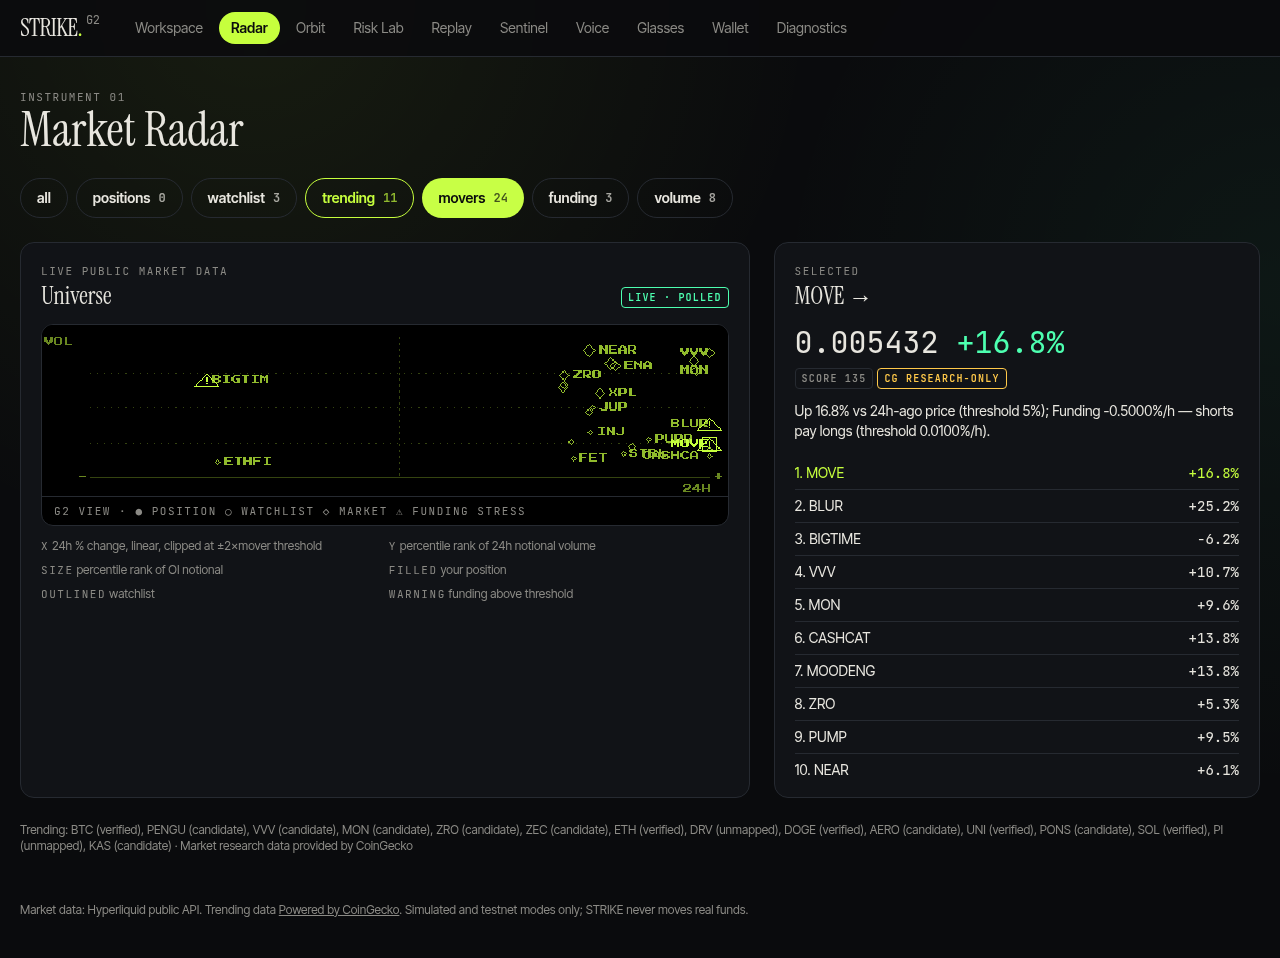 STRIKE. G2
Workspace Radar Orbit Risk Lab Replay Sentinel Voice Glasses Wallet Diagnostics
INSTRUMENT 01
Market Radar
all positions 0 watchlist 3 trending 11 movers 24 funding 3 volume 8
LIVE PUBLIC MARKET DATA
Universe
LIVE · POLLED
VOL
NEAR
VVV
ENA
MON
ZRO
BIGTIM
XPL
JUP
BLUR
INJ
PUMP
MOVE
CASHCA
FET
ETHFI
− +
24H
G2 VIEW · ● POSITION ○ WATCHLIST ◇ MARKET ⚠ FUNDING STRESS
X 24h % change, linear, clipped at ±2×mover threshold
Y percentile rank of 24h notional volume
SIZE percentile rank of OI notional
FILLED your position
OUTLINED watchlist
WARNING funding above threshold
SELECTED
MOVE →
0.005432 +16.8%
SCORE 135 CG RESEARCH-ONLY
Up 16.8% vs 24h-ago price (threshold 5%); Funding -0.5000%/h — shorts
pay longs (threshold 0.0100%/h).
1. MOVE +16.8%
2. BLUR +25.2%
3. BIGTIME -6.2%
4. VVV +10.7%
5. MON +9.6%
6. CASHCAT +13.8%
7. MOODENG +13.8%
8. ZRO +5.3%
9. PUMP +9.5%
10. NEAR +6.1%
Trending: BTC (verified), PENGU (candidate), VVV (candidate), MON (candidate), ZRO (candidate), ZEC (candidate), ETH (verified), DRV (unmapped), DOGE (verified), AERO (candidate), UNI (verified), PONS (candidate), SOL (verified), PI
(unmapped), KAS (candidate) · Market research data provided by CoinGecko
Market data: Hyperliquid public API. Trending data Powered by CoinGecko. Simulated and testnet modes only; STRIKE never moves real funds.